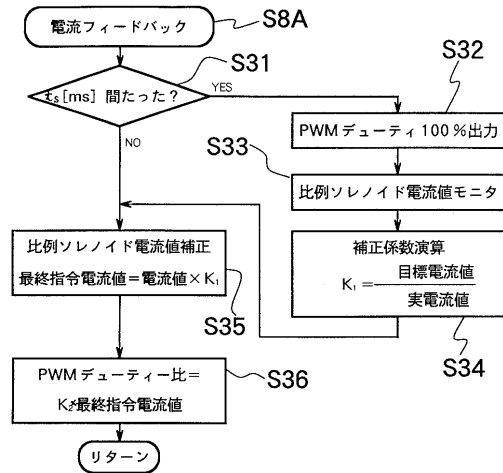 電流フィードバック
S8A
S31
ts[ms] 間たった?
YES
NO
S32
PWM デューティ 100 %出力
S33
比例ソレノイド電流値モニタ
補正係数演算
K₁= 目標電流値
実電流値
S34
比例ソレノイド電流値補正
最終指令電流値=電流値×K₁
S35
PWM デューティー比=
K₂*最終指令電流値
S36
リターン